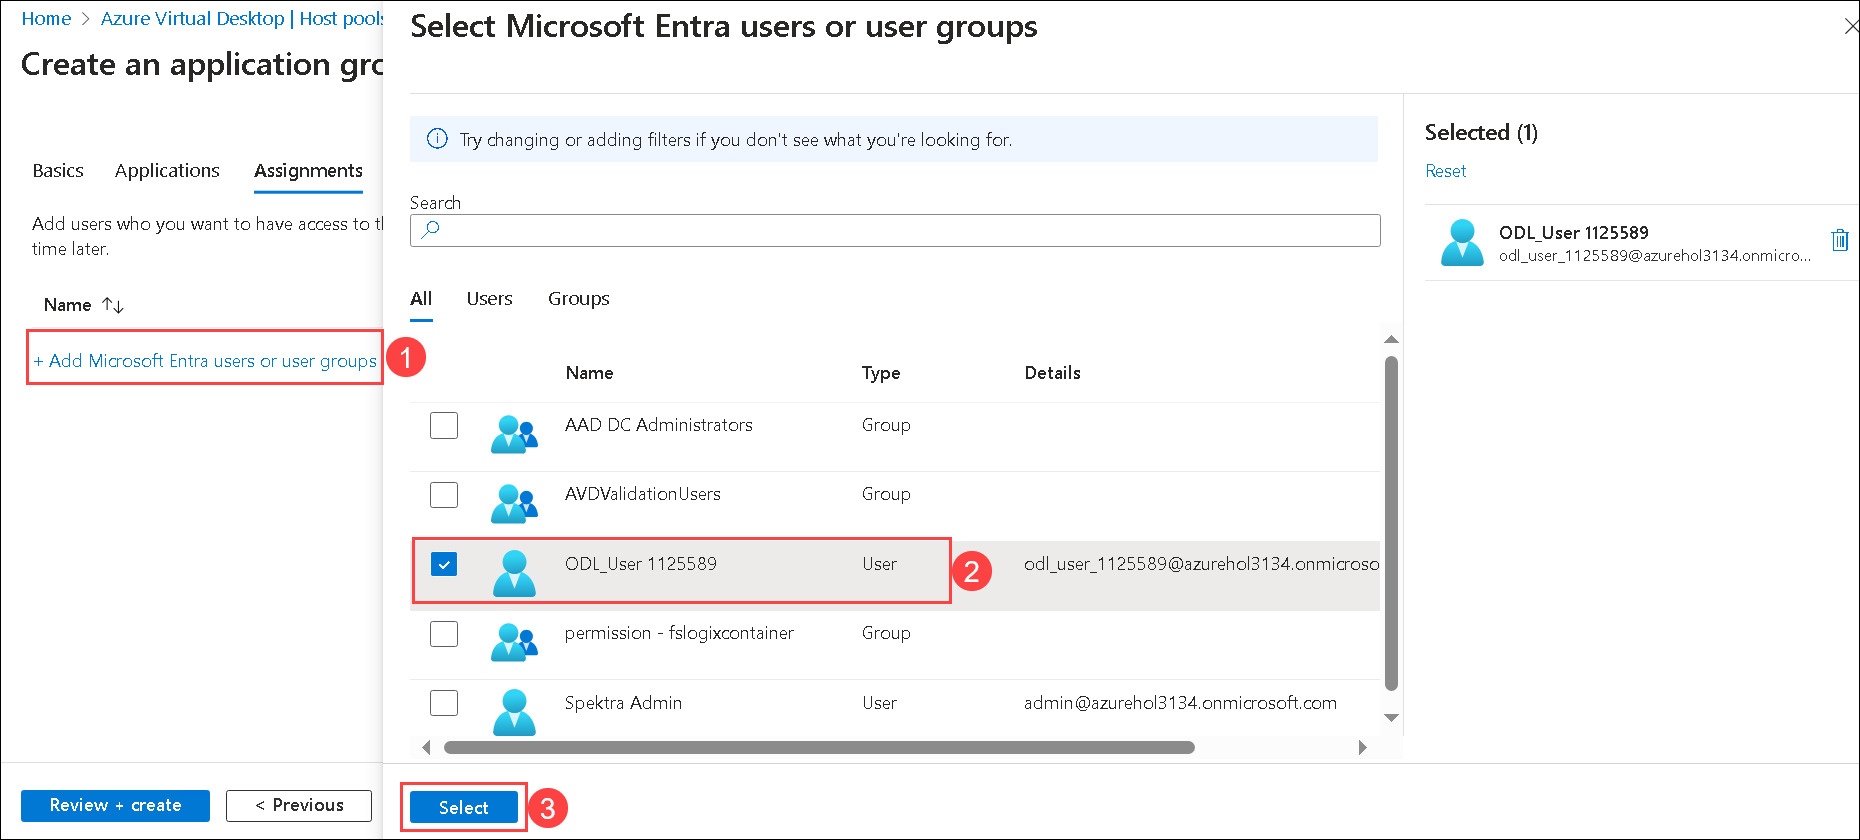 Home > Azure Virtual Desktop | Host pools
Create an application gro
Basics Applications Assignments
Add users who you want to have access to th
time later.
Name ↑↓
+ Add Microsoft Entra users or user groups
1
Review + create
< Previous
Select Microsoft Entra users or user groups
Try changing or adding filters if you don't see what you're looking for.
Search
All Users Groups
Name Type Details
AAD DC Administrators Group
AVDValidationUsers Group
ODL_User 1125589 User odl_user_1125589@azurehol3134.onmicroso
2
permission - fslogixcontainer Group
Spektra Admin User admin@azurehol3134.onmicrosoft.com
Select
3
Selected (1)
Reset
ODL_User 1125589
odl_user_1125589@azurehol3134.onmicro...